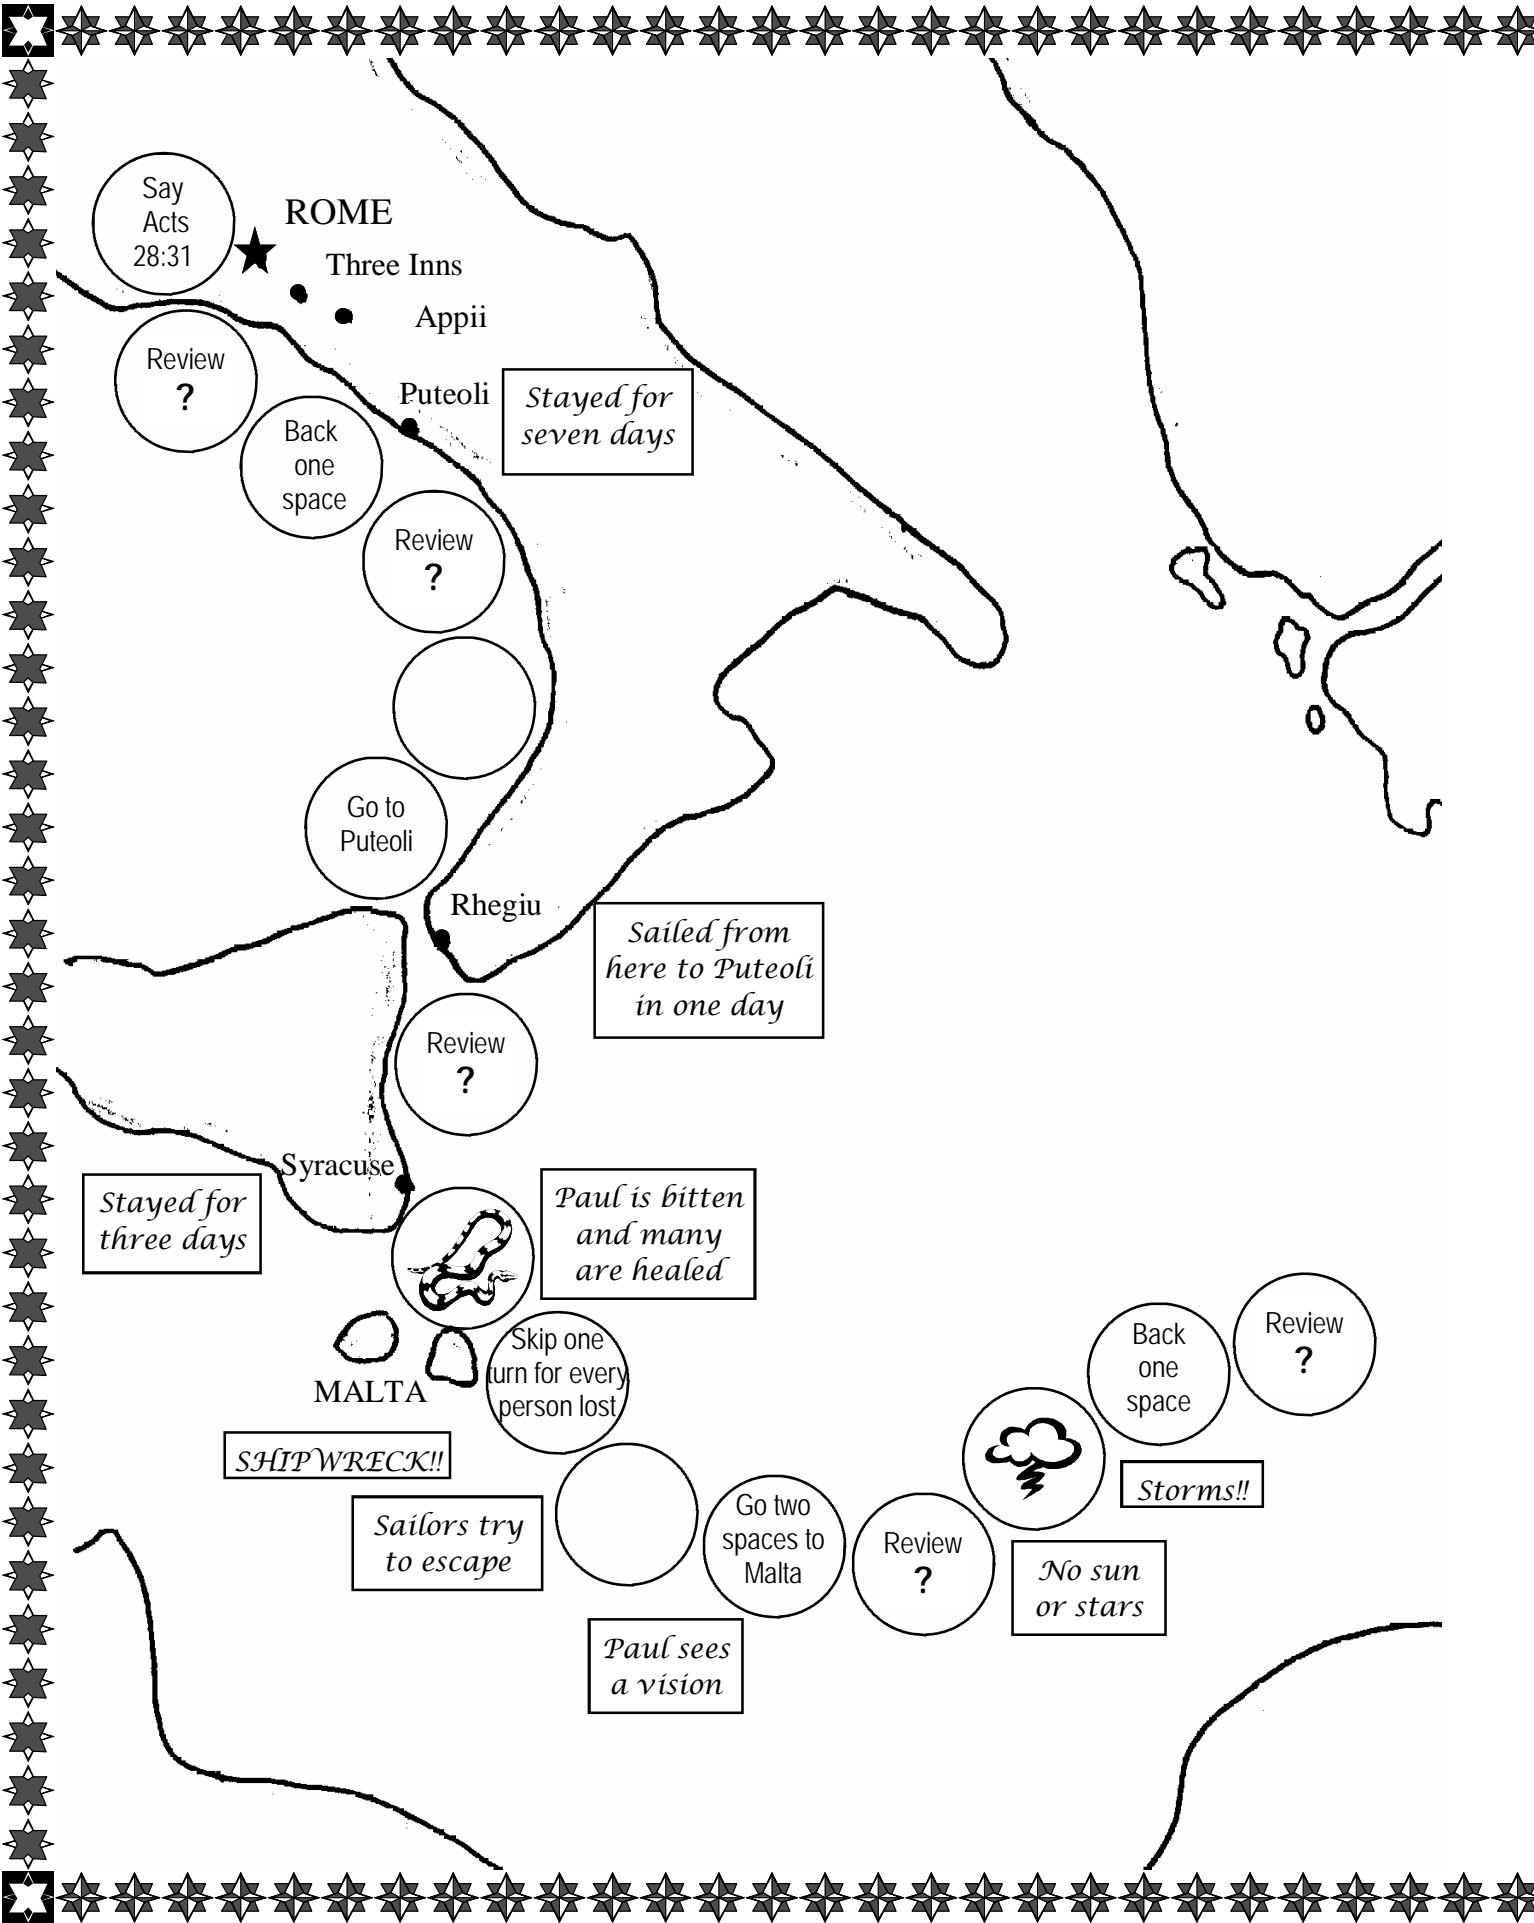 Say
Acts
28:31
ROME
Three Inns
Appii
Review
?
Puteoli
Stayed for
seven days
Back
one
space
Review
?
Go to
Puteoli
Rhegiu
Sailed from
here to Puteoli
in one day
Review
?
Syracuse
Stayed for
three days
Paul is bitten
and many
are healed
Skip one
urn for every
person lost
MALTA
SHIPWRECK!!
Sailors try
to escape
Go two
spaces to
Malta
Paul sees
a vision
Review
?
No sun
or stars
Storms!!
Back
one
space
Review
?